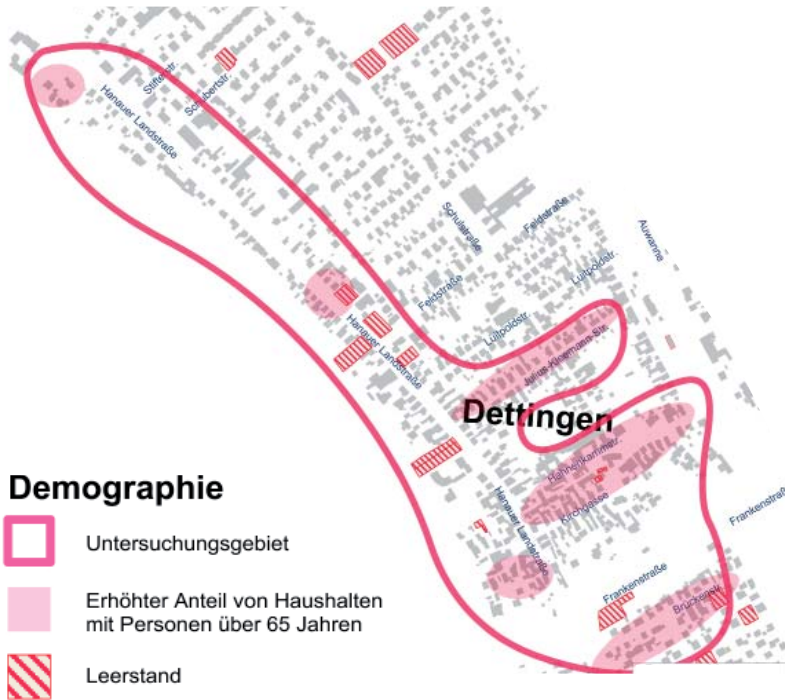 Stifterstr.
Schubertstr.
Hanauer Landstraße
Schulstraße
Feldstraße
Auwanne
Luitpoldstr.
Feldstraße
Hanauer Landstraße
Luitpoldstr.
Julius-Kleemann-Str.
Dettingen
Hahnenkammstr.
Kirchgasse
Hanauer Landstraße
Frankenstraße
Frankenstraße
Brückenstr.
Demographie
Untersuchungsgebiet
Erhöhter Anteil von Haushalten
mit Personen über 65 Jahren
Leerstand